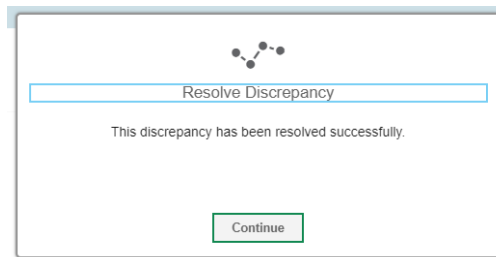 Resolve Discrepancy
This discrepancy has been resolved successfully.
Continue